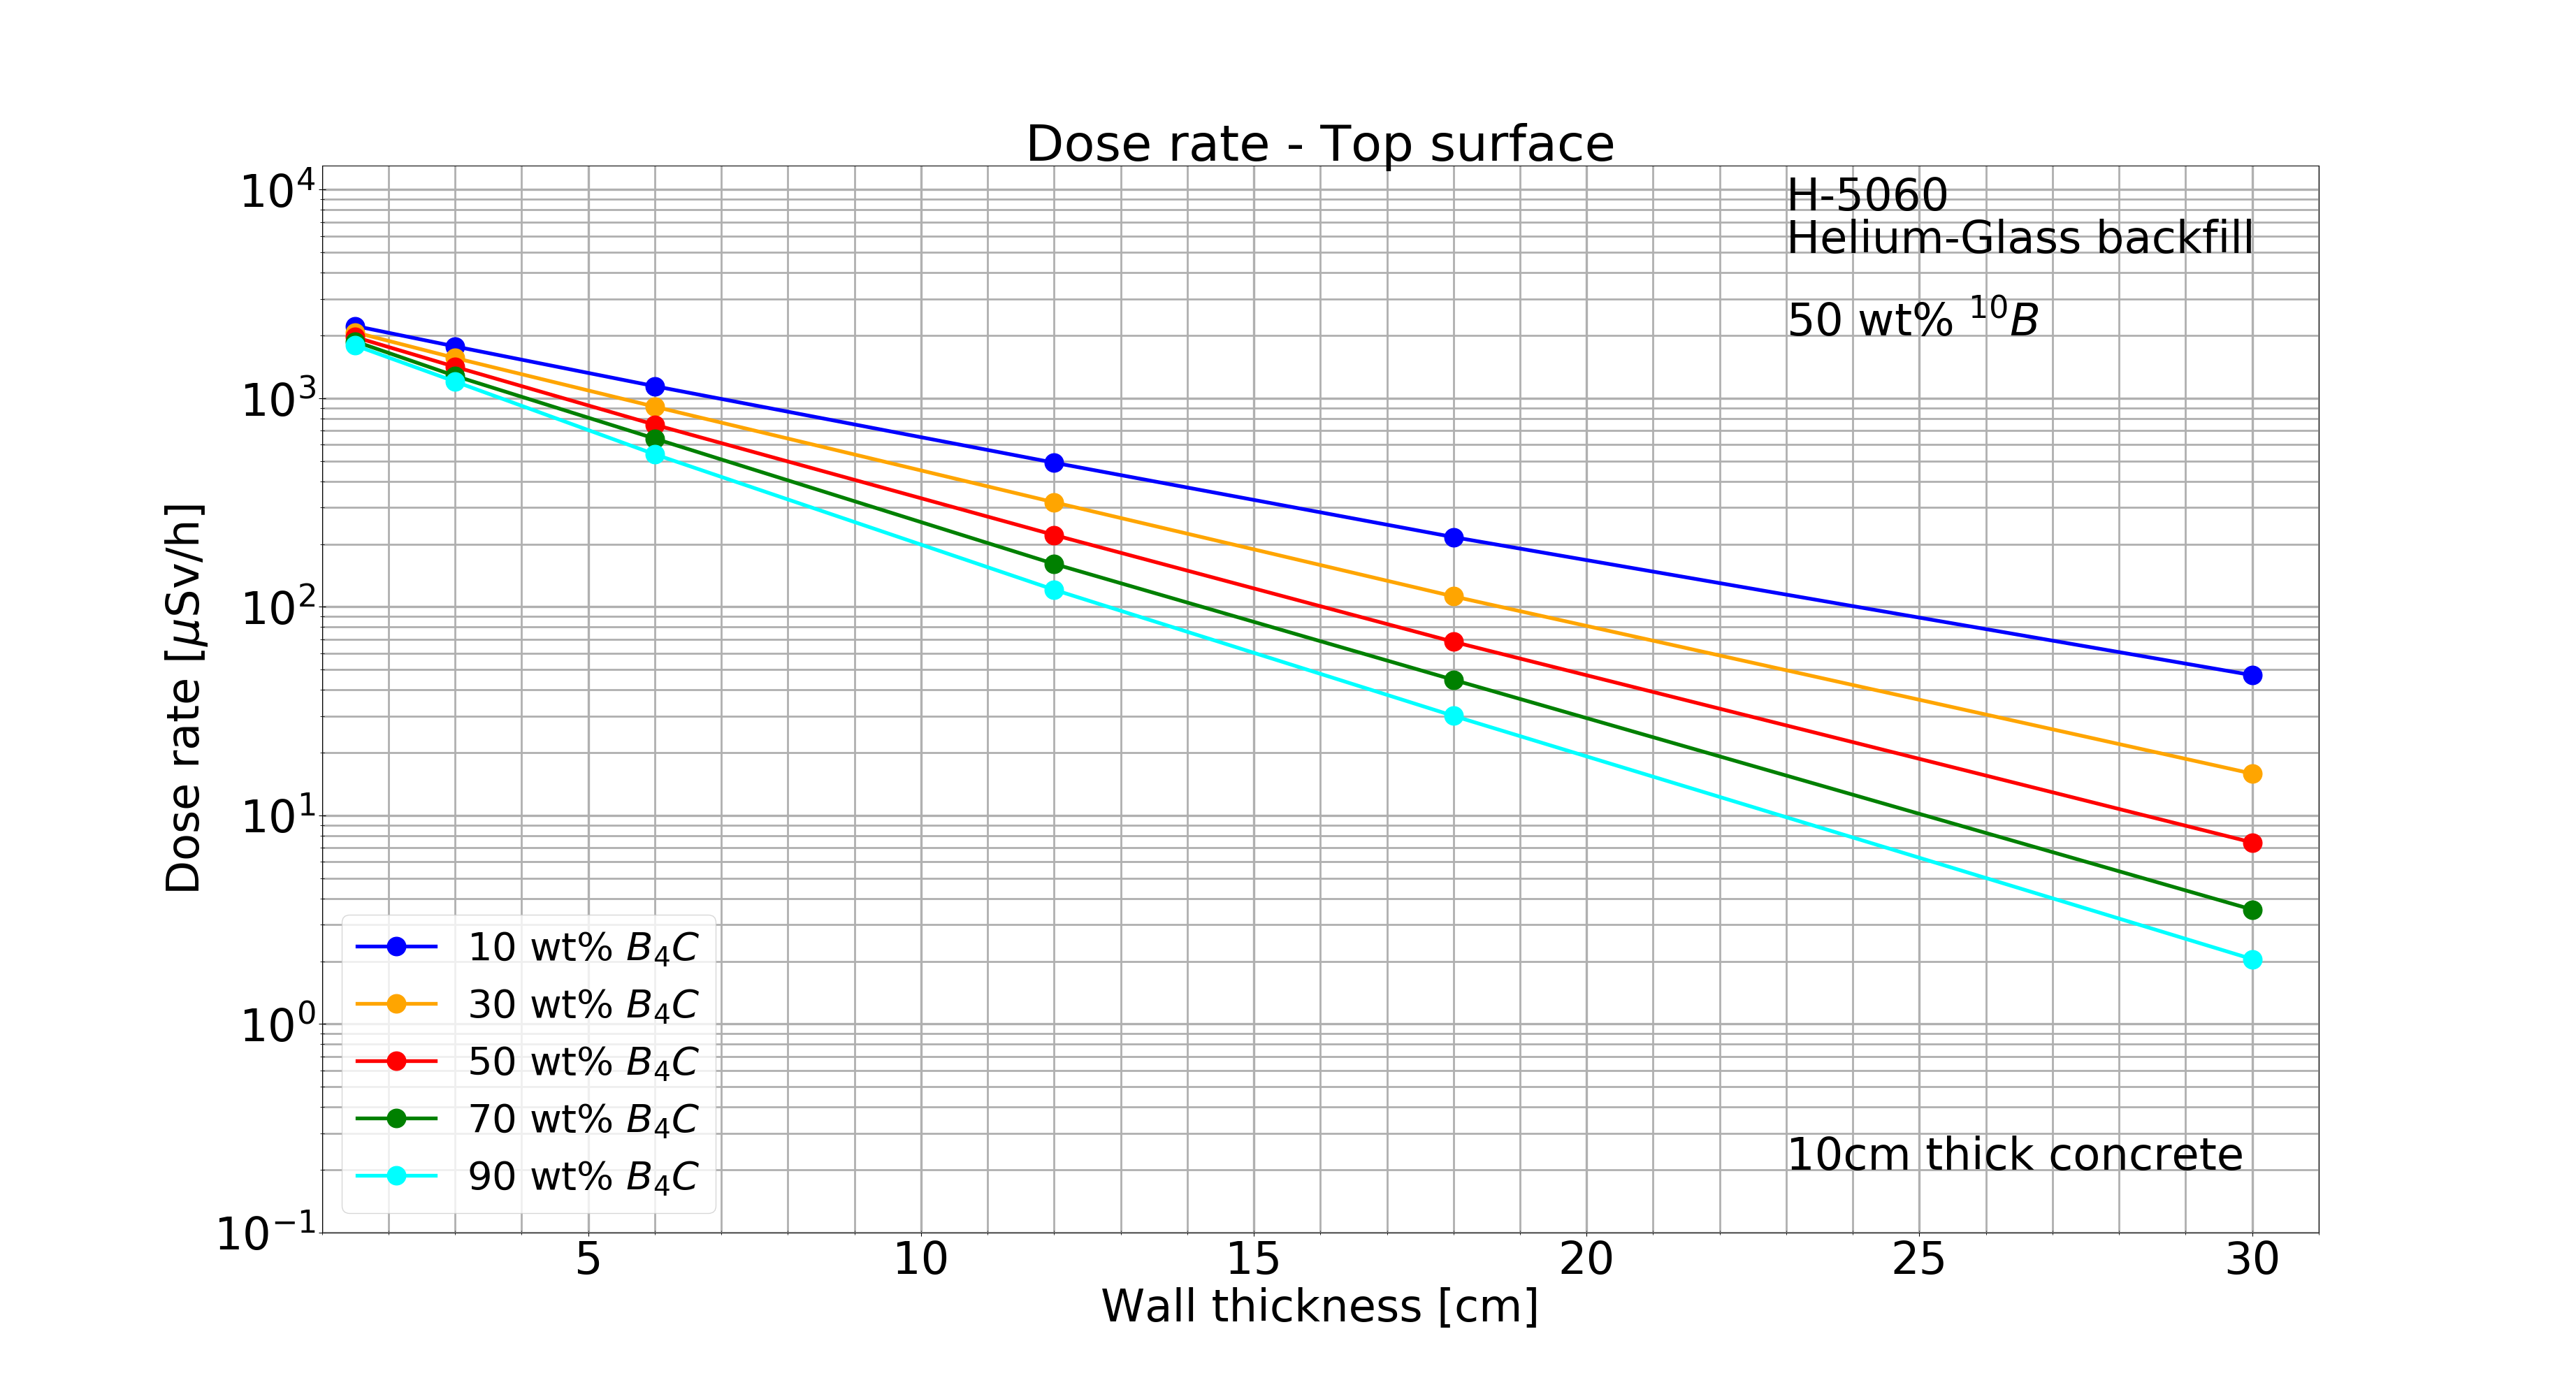 Dose rate - Top surface
H-5060
Helium-Glass backfill
50 wt% ¹⁰B
10⁴
10³
10²
10¹
10⁰
10⁻¹
Dose rate [μSv/h]
10 wt% B₄C
30 wt% B₄C
50 wt% B₄C
70 wt% B₄C
90 wt% B₄C
10cm thick concrete
5 10 15 20 25 30
Wall thickness [cm]